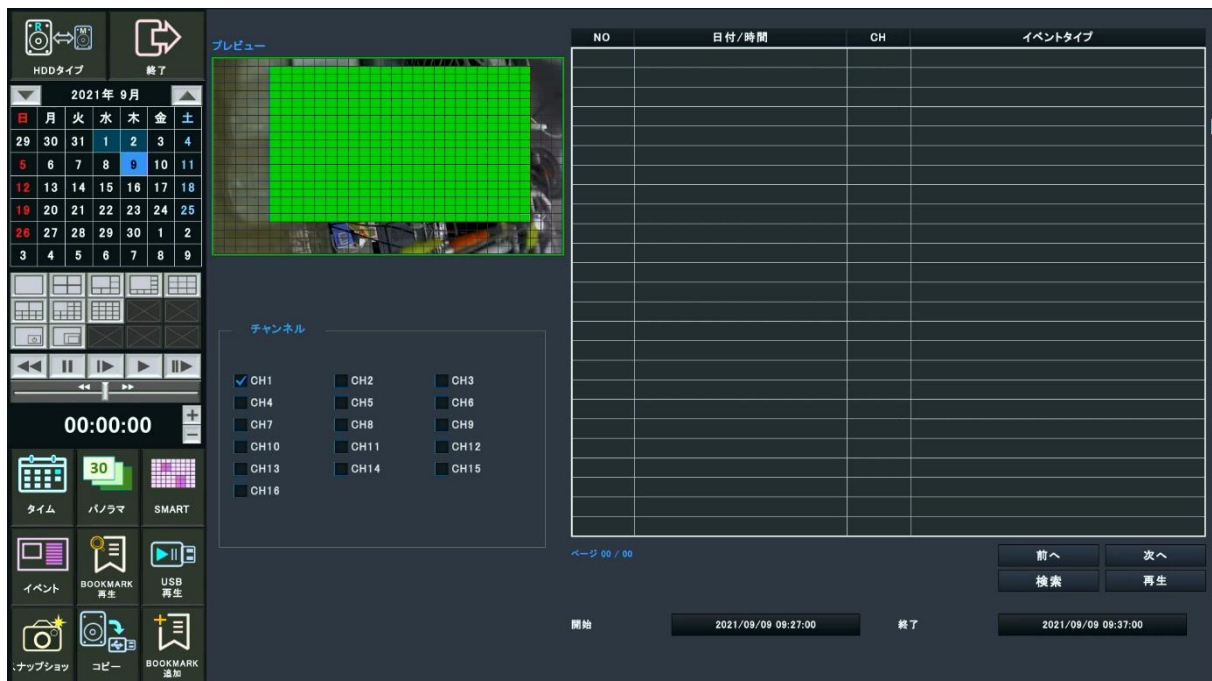 R M
HDDタイプ
終了
2021年 9月
日 月 火 水 木 金 土
29 30 31 1 2 3 4
5 6 7 8 9 10 11
12 13 14 15 16 17 18
19 20 21 22 23 24 25
26 27 28 29 30 1 2
3 4 5 6 7 8 9
00:00:00
+
−
タイム
30
パノラマ
SMART
イベント
BOOKMARK
再生
USB
再生
ナップショッ
コピー
BOOKMARK
追加
プレビュー
チャンネル
CH1 CH2 CH3
CH4 CH5 CH6
CH7 CH8 CH9
CH10 CH11 CH12
CH13 CH14 CH15
CH16
NO 日付/時間 CH イベントタイプ
ページ 00 / 00
前へ 次へ
検索 再生
開始 2021/09/09 09:27:00 終了 2021/09/09 09:37:00